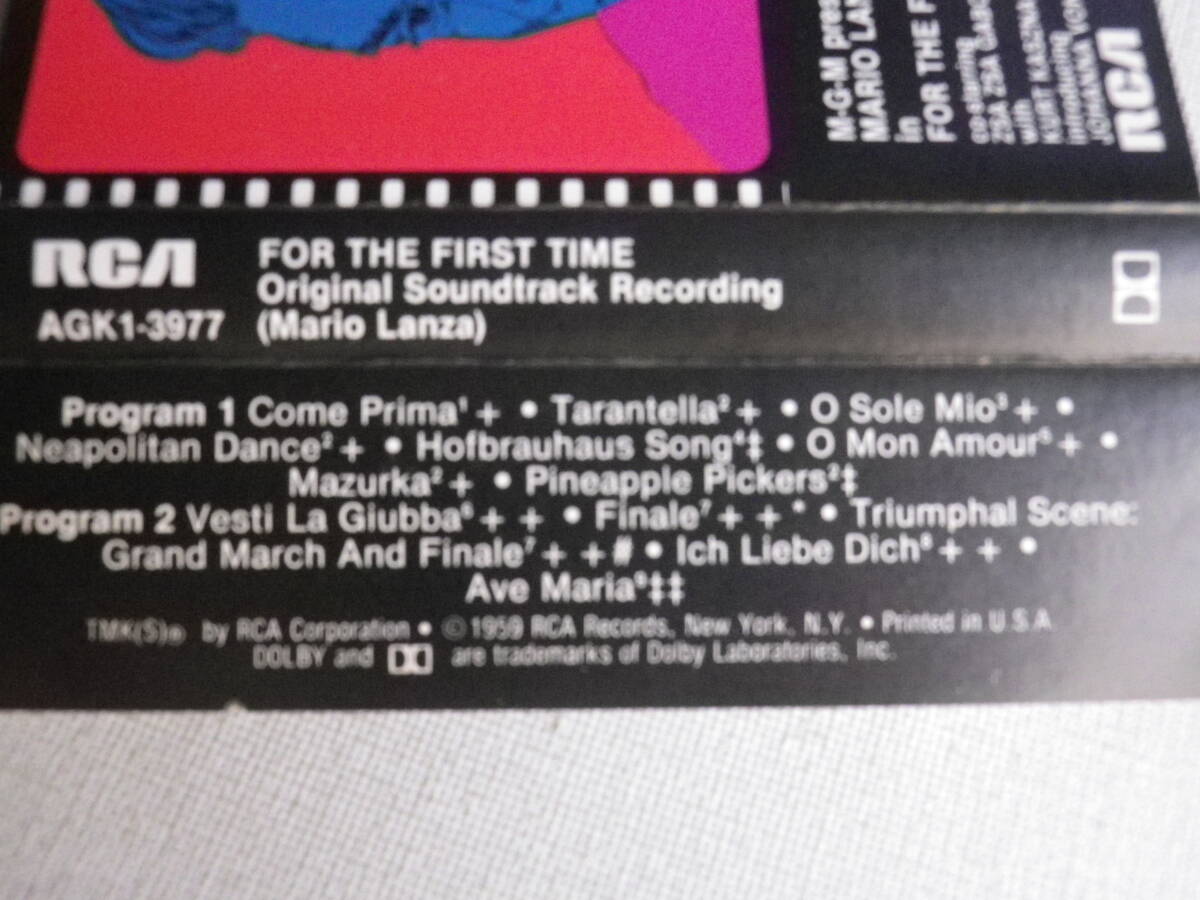 M-G-M pres
MARIO LAN
in
FOR THE F
co-starring
ZSA ZSA GABO
with
KURT KASZNA
introducing
JOHANNA VON
RCA
RCA
FOR THE FIRST TIME
Original Soundtrack Recording
AGK1-3977 (Mario Lanza)
Program 1 Come Prima¹+ • Tarantella²+ • O Sole Mio³+ •
Neapolitan Dance²+ • Hofbrauhaus Song⁴‡ • O Mon Amour⁵+ •
Mazurka²+ • Pineapple Pickers²‡
Program 2 Vesti La Giubba⁶++ • Finale⁷++* • Triumphal Scene:
Grand March And Finale⁷++# • Ich Liebe Dich⁸++ •
Ave Maria⁹‡‡
TMK(S)® by RCA Corporation • ©1959 RCA Records, New York, N.Y. • Printed in U.S.A
DOLBY and are trademarks of Dolby Laboratories, Inc.